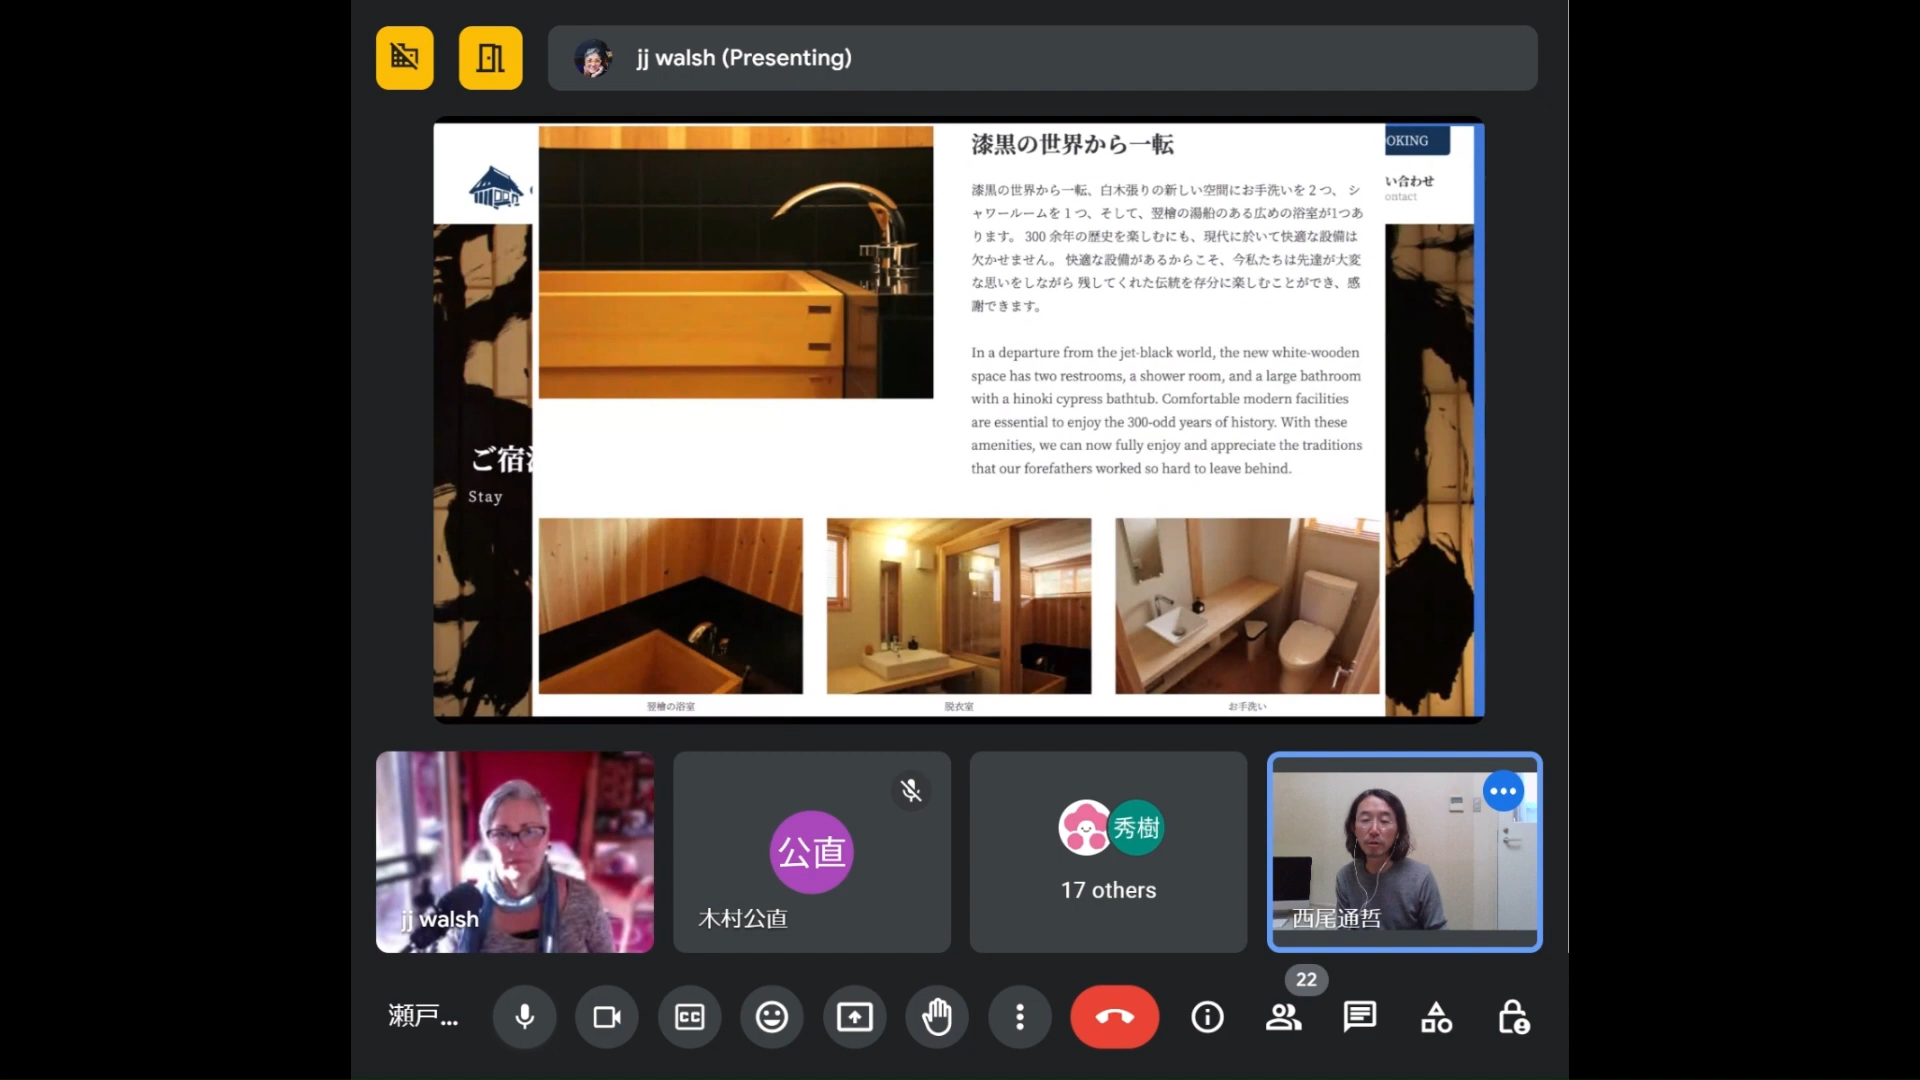 jj walsh (Presenting)
漆黒の世界から一転
OKING
漆黒の世界から一転、白木張りの新しい空間にお手洗いを２つ、 シ
ャワールームを１つ、そして、翌檜の湯船のある広めの浴室が1つあ
ります。 300 余年の歴史を楽しむにも、現代に於いて快適な設備は
欠かせません。 快適な設備があるからこそ、今私たちは先達が大変
な思いをしながら 残してくれた伝統を存分に楽しむことができ、感
謝できます。
い合わせ
ontact
In a departure from the jet-black world, the new white-wooden
space has two restrooms, a shower room, and a large bathroom
with a hinoki cypress bathtub. Comfortable modern facilities
are essential to enjoy the 300-odd years of history. With these
amenities, we can now fully enjoy and appreciate the traditions
that our forefathers worked so hard to leave behind.
ご宿
Stay
翌檜の浴室
脱衣室
お手洗い
jj walsh
公直
木村公直
秀樹
17 others
西尾通哲
22
瀬戸...
CC